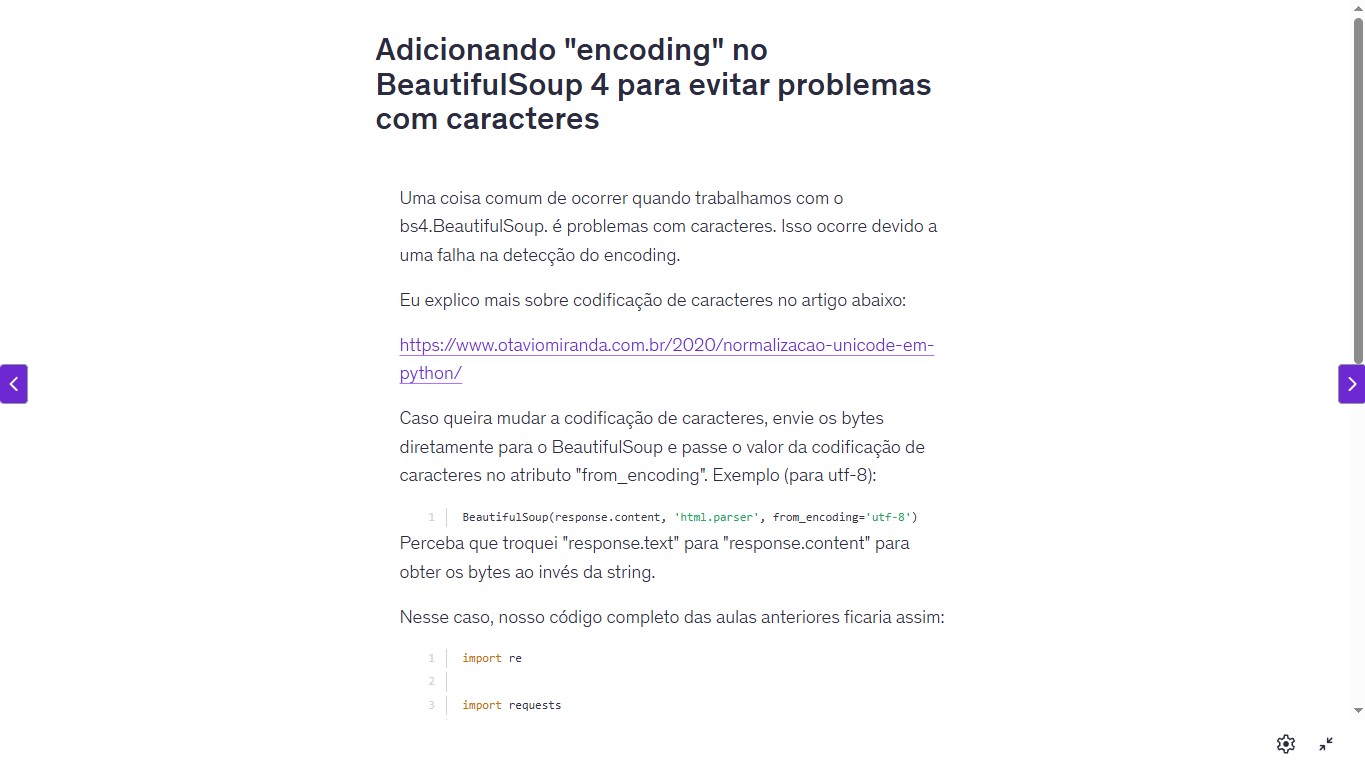 Adicionando "encoding" no
BeautifulSoup 4 para evitar problemas
com caracteres
Uma coisa comum de ocorrer quando trabalhamos com o
bs4.BeautifulSoup. é problemas com caracteres. Isso ocorre devido a
uma falha na detecção do encoding.
Eu explico mais sobre codificação de caracteres no artigo abaixo:
https://www.otaviomiranda.com.br/2020/normalizacao-unicode-em-
python/
Caso queira mudar a codificação de caracteres, envie os bytes
diretamente para o BeautifulSoup e passe o valor da codificação de
caracteres no atributo "from_encoding". Exemplo (para utf-8):
1 BeautifulSoup(response.content, 'html.parser', from_encoding='utf-8')
Perceba que troquei "response.text" para "response.content" para
obter os bytes ao invés da string.
Nesse caso, nosso código completo das aulas anteriores ficaria assim:
1 import re
2
3 import requests